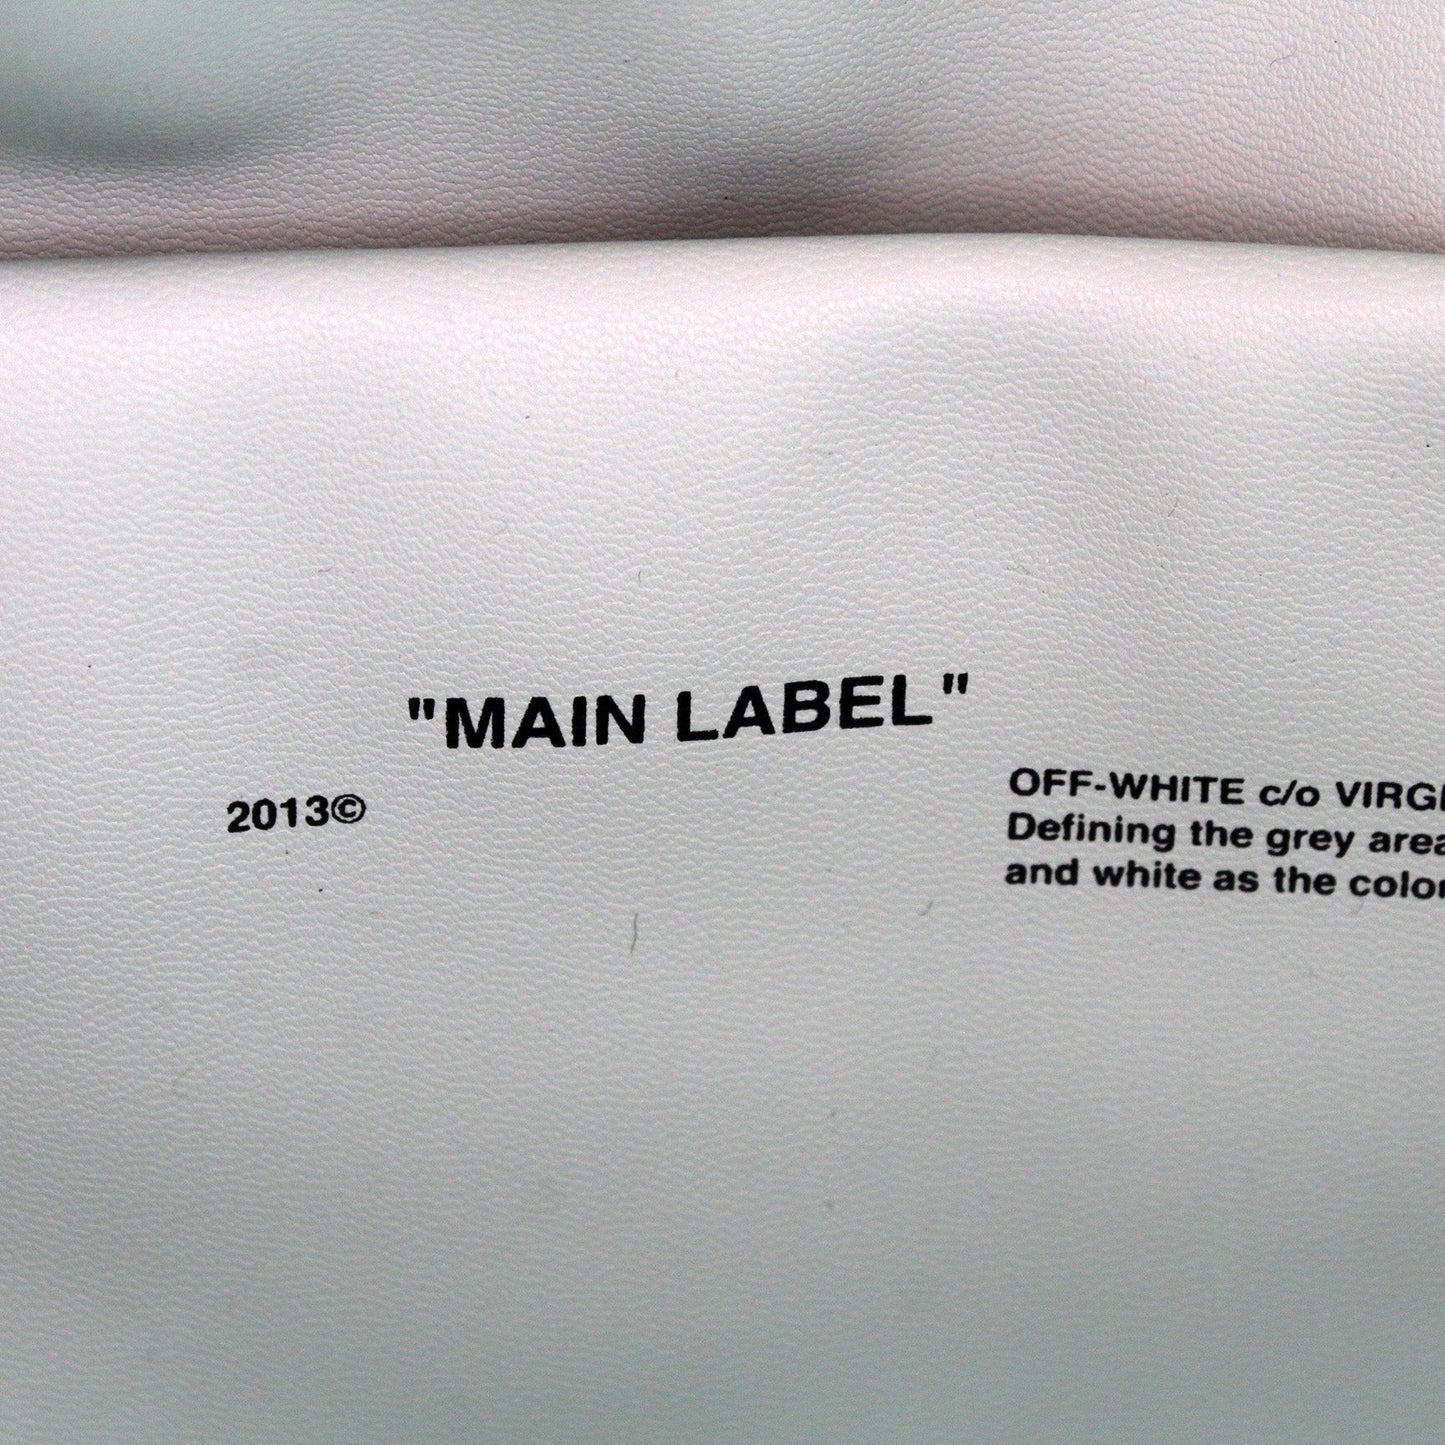 "MAIN LABEL"
2013©
OFF-WHITE c/o
Defining the grey
and white as the